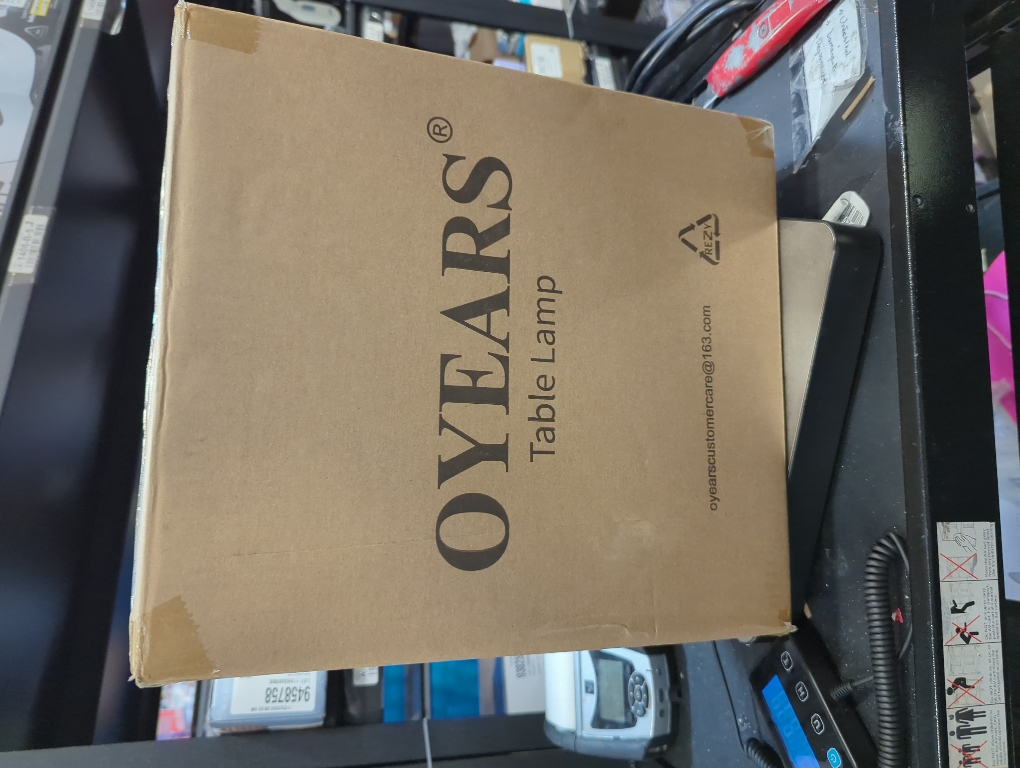 OYEARS®
Table Lamp
oyearscustomercare@163.com
REZY
9458758